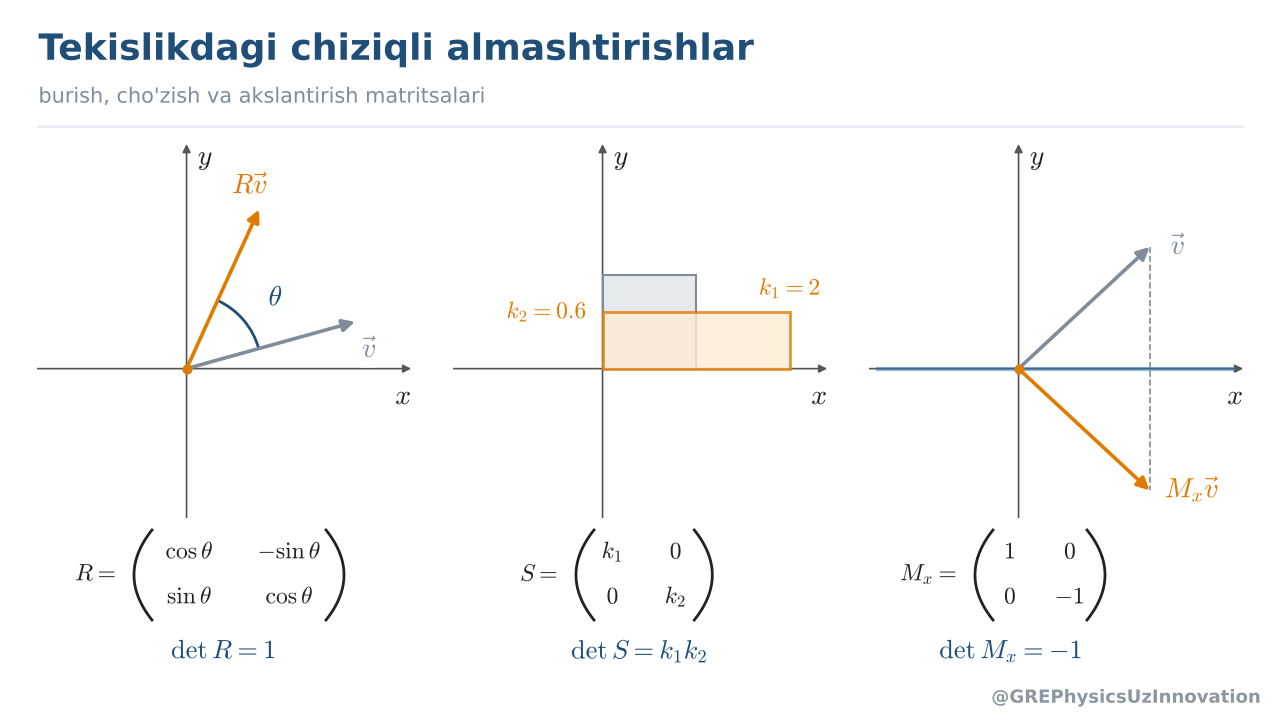 Tekislikdagi chiziqli almashtirishlar
burish, cho'zish va akslantirish matritsalari
y
Rv⃗
θ
v⃗
x
y
k₁ = 2
k₂ = 0.6
x
y
v⃗
x
Mₓv⃗
R = ( cos θ −sin θ
sin θ cos θ )
det R = 1
S = ( k₁ 0
0 k₂ )
det S = k₁k₂
Mₓ = ( 1 0
0 −1 )
det Mₓ = −1
@GREPhysicsUzInnovation